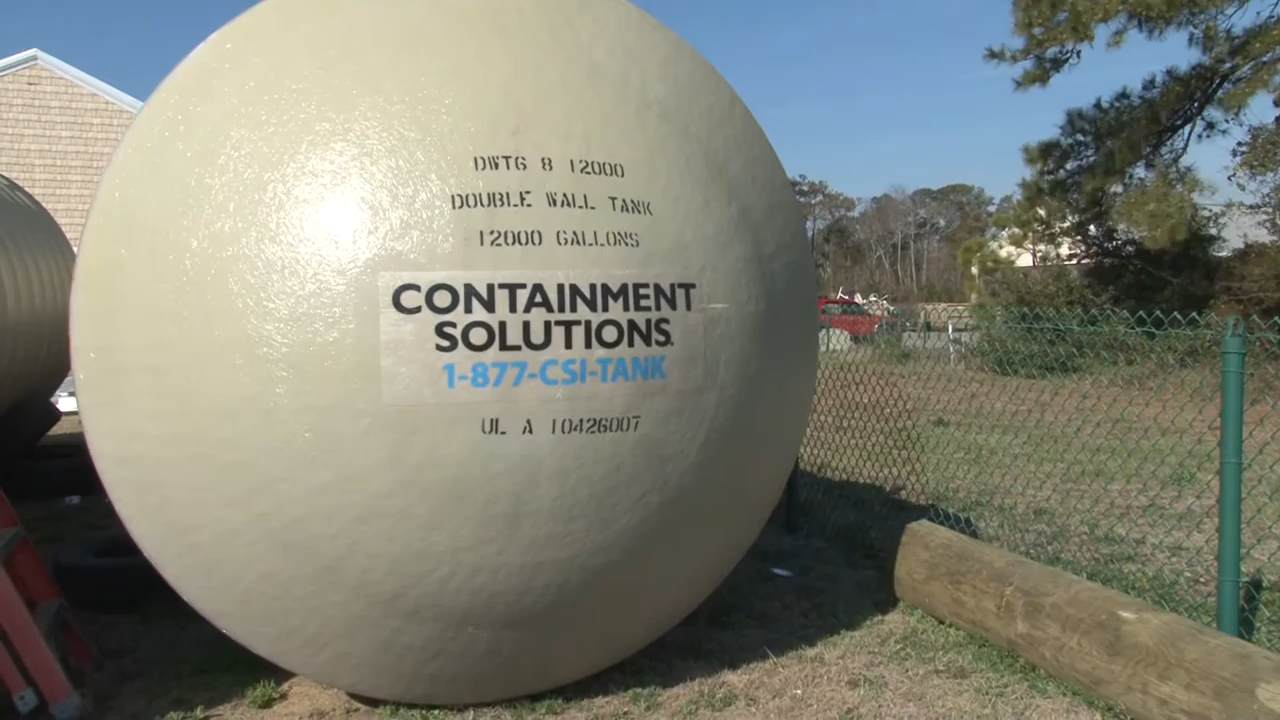 DWTG 8 12000
DOUBLE WALL TANK
12000 GALLONS
CONTAINMENT
SOLUTIONS.
1-877-CSI-TANK
UL A 10426007